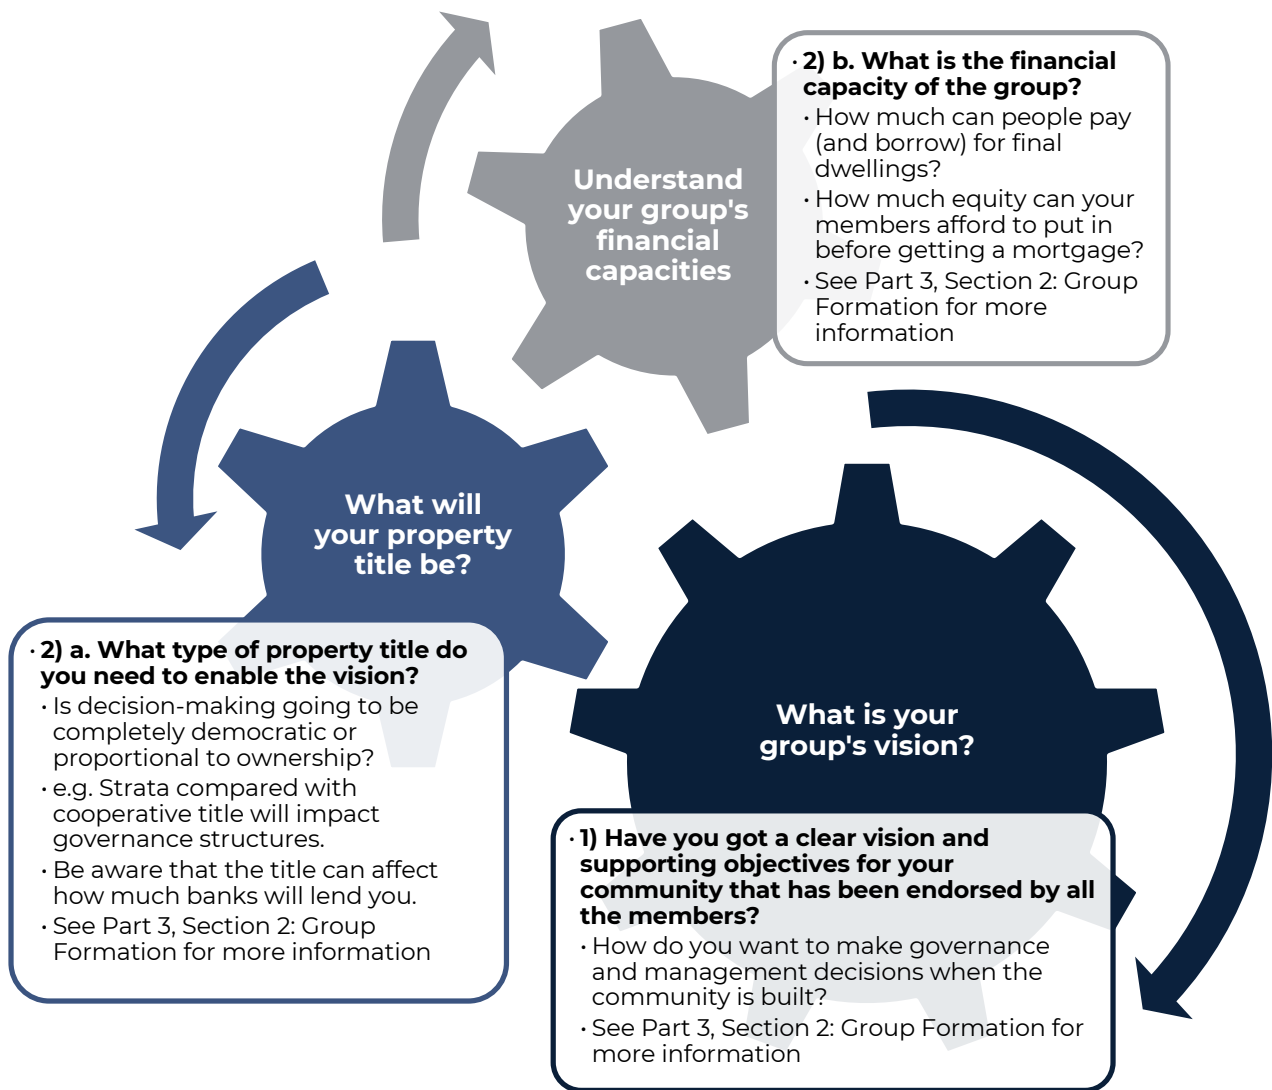 Understand
your group's
financial
capacities
· 2) b. What is the financial
capacity of the group?
· How much can people pay
(and borrow) for final
dwellings?
· How much equity can your
members afford to put in
before getting a mortgage?
· See Part 3, Section 2: Group
Formation for more
information
What will
your property
title be?
· 2) a. What type of property title do
you need to enable the vision?
· Is decision-making going to be
completely democratic or
proportional to ownership?
· e.g. Strata compared with
cooperative title will impact
governance structures.
· Be aware that the title can affect
how much banks will lend you.
· See Part 3, Section 2: Group
Formation for more information
What is your
group's vision?
· 1) Have you got a clear vision and
supporting objectives for your
community that has been endorsed by all
the members?
· How do you want to make governance
and management decisions when the
community is built?
· See Part 3, Section 2: Group Formation for
more information